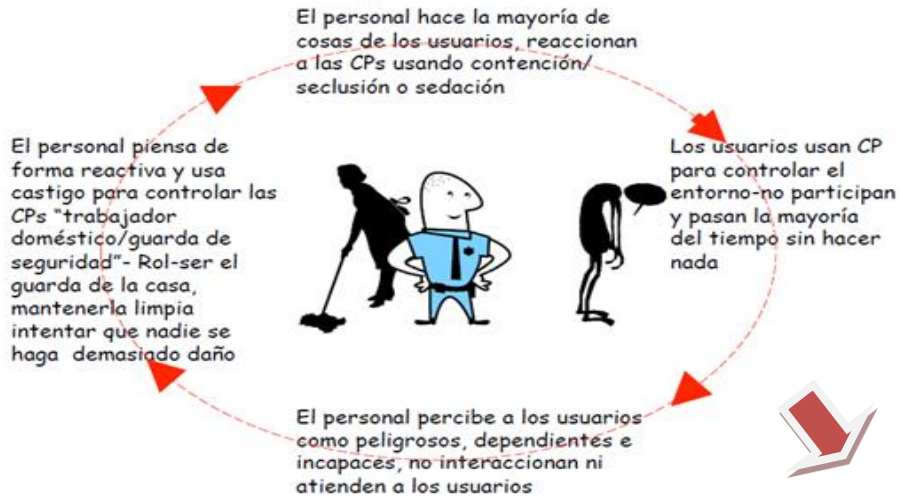 El personal hace la mayoría de
cosas de los usuarios, reaccionan
a las CPs usando contención/
seclusión o sedación
Los usuarios usan CP
para controlar el
entorno-no participan
y pasan la mayoría
del tiempo sin hacer
nada
El personal percibe a los usuarios
como peligrosos, dependientes e
incapaces, no interaccionan ni
atienden a los usuarios
El personal piensa de
forma reactiva y usa
castigo para controlar las
CPs "trabajador
doméstico/guarda de
seguridad"- Rol-ser el
guarda de la casa,
mantenerla limpia
intentar que nadie se
haga demasiado daño